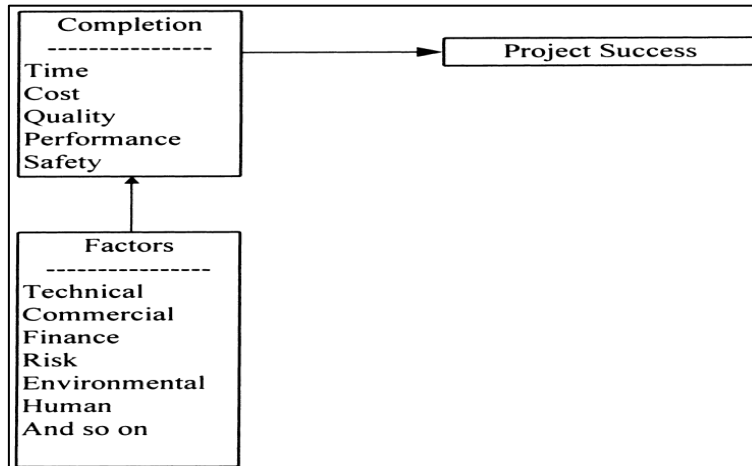 Completion
-----------------
Time
Cost
Quality
Performance
Safety
Project Success
Factors
-----------------
Technical
Commercial
Finance
Risk
Environmental
Human
And so on